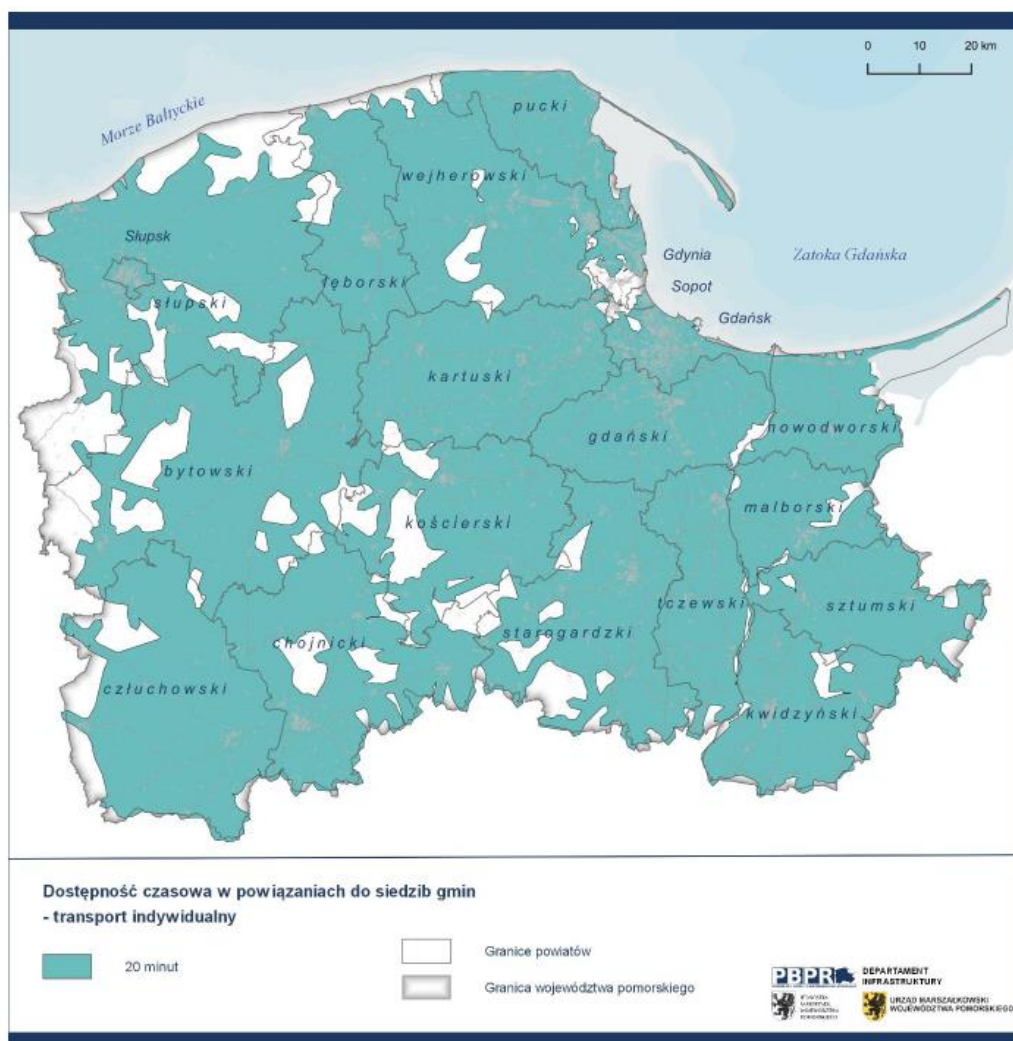 0 10 20 km
Morze Bałtyckie
pucki
wejherowski
Słupsk
Gdynia
Zatoka Gdańska
łęborski
Sopot
słupski
Gdańsk
kartuski
gdański
nowodworski
bytowski
malborski
kościerski
tczewski
sztumski
chojnicki
starogardzki
człuchowski
kwidzyński
Dostępność czasowa w powiązaniach do siedzib gmin
- transport indywidualny
20 minut
Granice powiatów
Granica województwa pomorskiego
PBPR
DEPARTAMENT
INFRASTRUKTURY
URZĄD MARSZAŁKOWSKI
WOJEWÓDZTWA POMORSKIEGO